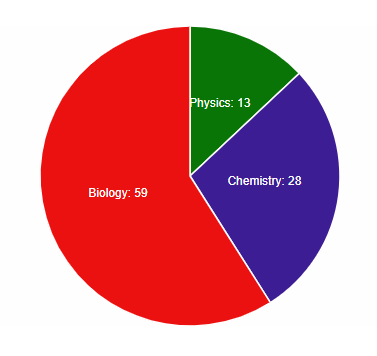 Physics: 13
Chemistry: 28
Biology: 59